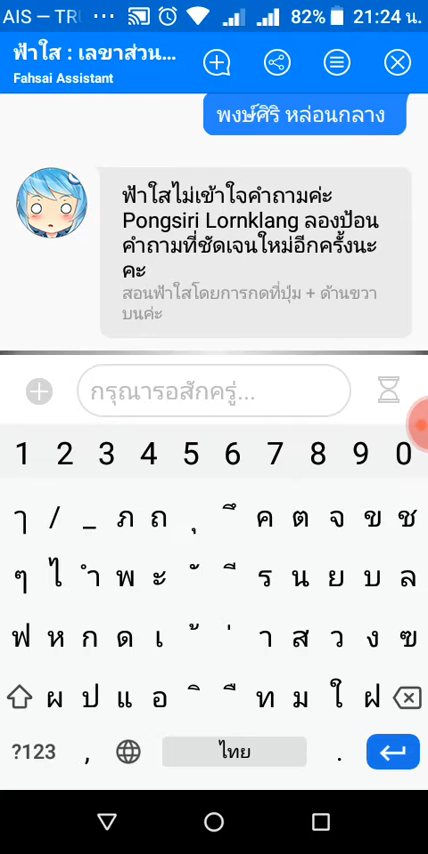 AIS — TRU ... 82% 21:24 น.
ฟ้าใส : เลขาส่วน...
Fahsai Assistant
พงษ์ศิริ หล่อนกลาง
ฟ้าใสไม่เข้าใจคำถามค่ะ
Pongsiri Lornklang ลองป้อน
คำถามที่ชัดเจนใหม่อีกครั้งนะ
คะ
สอนฟ้าใสโดยการกดที่ปุ่ม + ด้านขวา
บนค่ะ
กรุณารอสักครู่...
1 2 3 4 5 6 7 8 9 0
ๅ / _ ภ ถ ุ ึ ค ต จ ข ช
ๆ ไ ำ พ ะ ั ี ร น ย บ ล
ฟ ห ก ด เ ้ ่ า ส ว ง ฃ
ผ ป แ อ ิ ื ท ม ใ ฝ
?123 , ไทย .